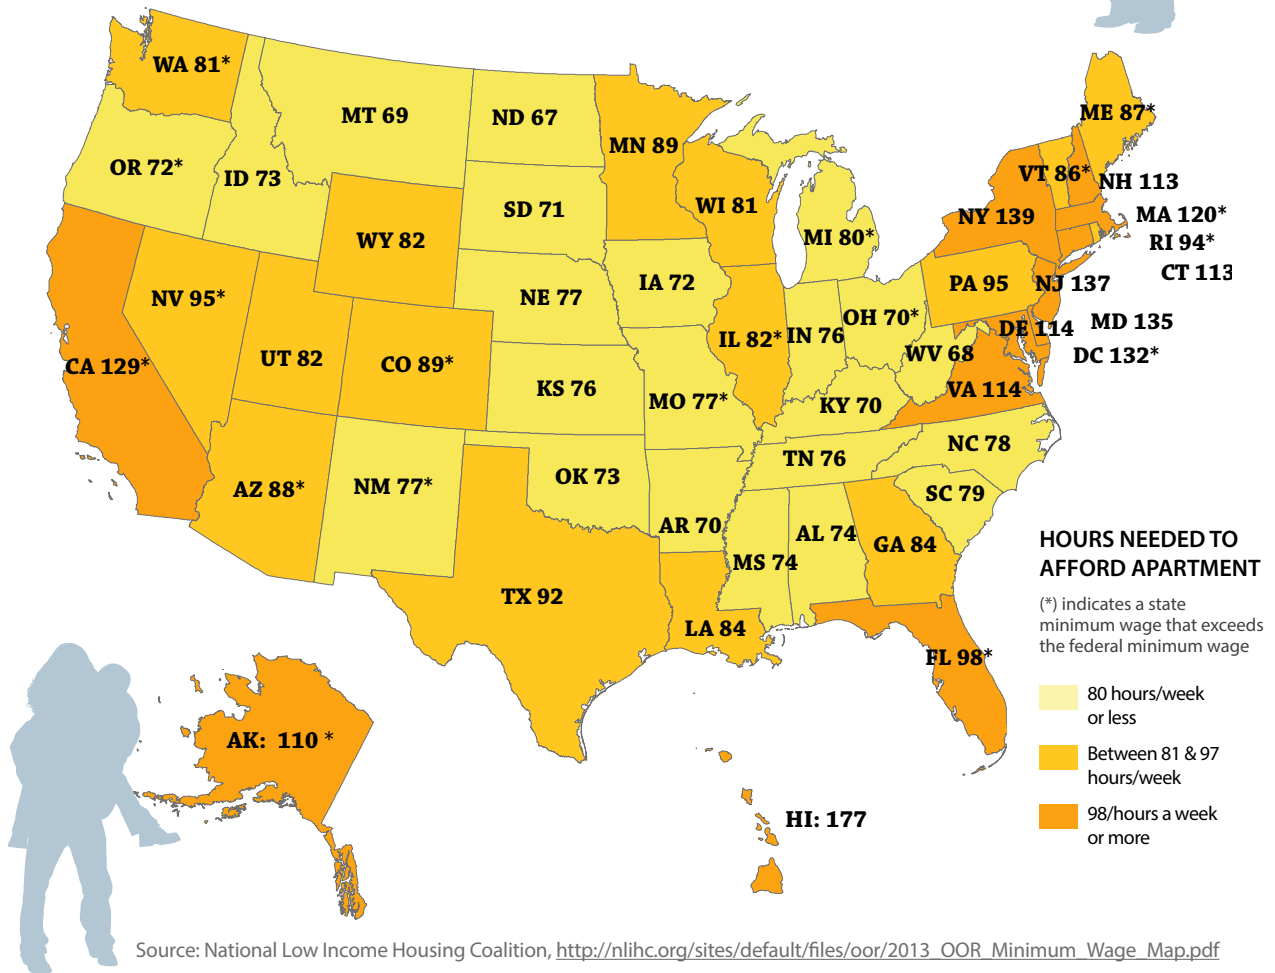 WA 81*
MT 69
ND 67
MN 89
ME 87*
OR 72*
ID 73
VT 86*
NH 113
SD 71
WI 81
NY 139
MA 120*
WY 82
MI 80*
RI 94*
CT 113
NV 95*
NE 77
IA 72
PA 95
NJ 137
UT 82
CO 89*
IL 82*
IN 76
OH 70*
DE 114
MD 135
CA 129*
KS 76
MO 77*
WV 68
DC 132*
KY 70
VA 114
NC 78
AZ 88*
NM 77*
OK 73
TN 76
SC 79
AR 70
AL 74
MS 74
GA 84
TX 92
LA 84
FL 98*
HOURS NEEDED TO
AFFORD APARTMENT
(*) indicates a state
minimum wage that exceeds
the federal minimum wage
80 hours/week
or less
Between 81 & 97
hours/week
98/hours a week
or more
AK: 110 *
HI: 177
Source: National Low Income Housing Coalition, http://nlihc.org/sites/default/files/oor/2013_OOR_Minimum_Wage_Map.pdf